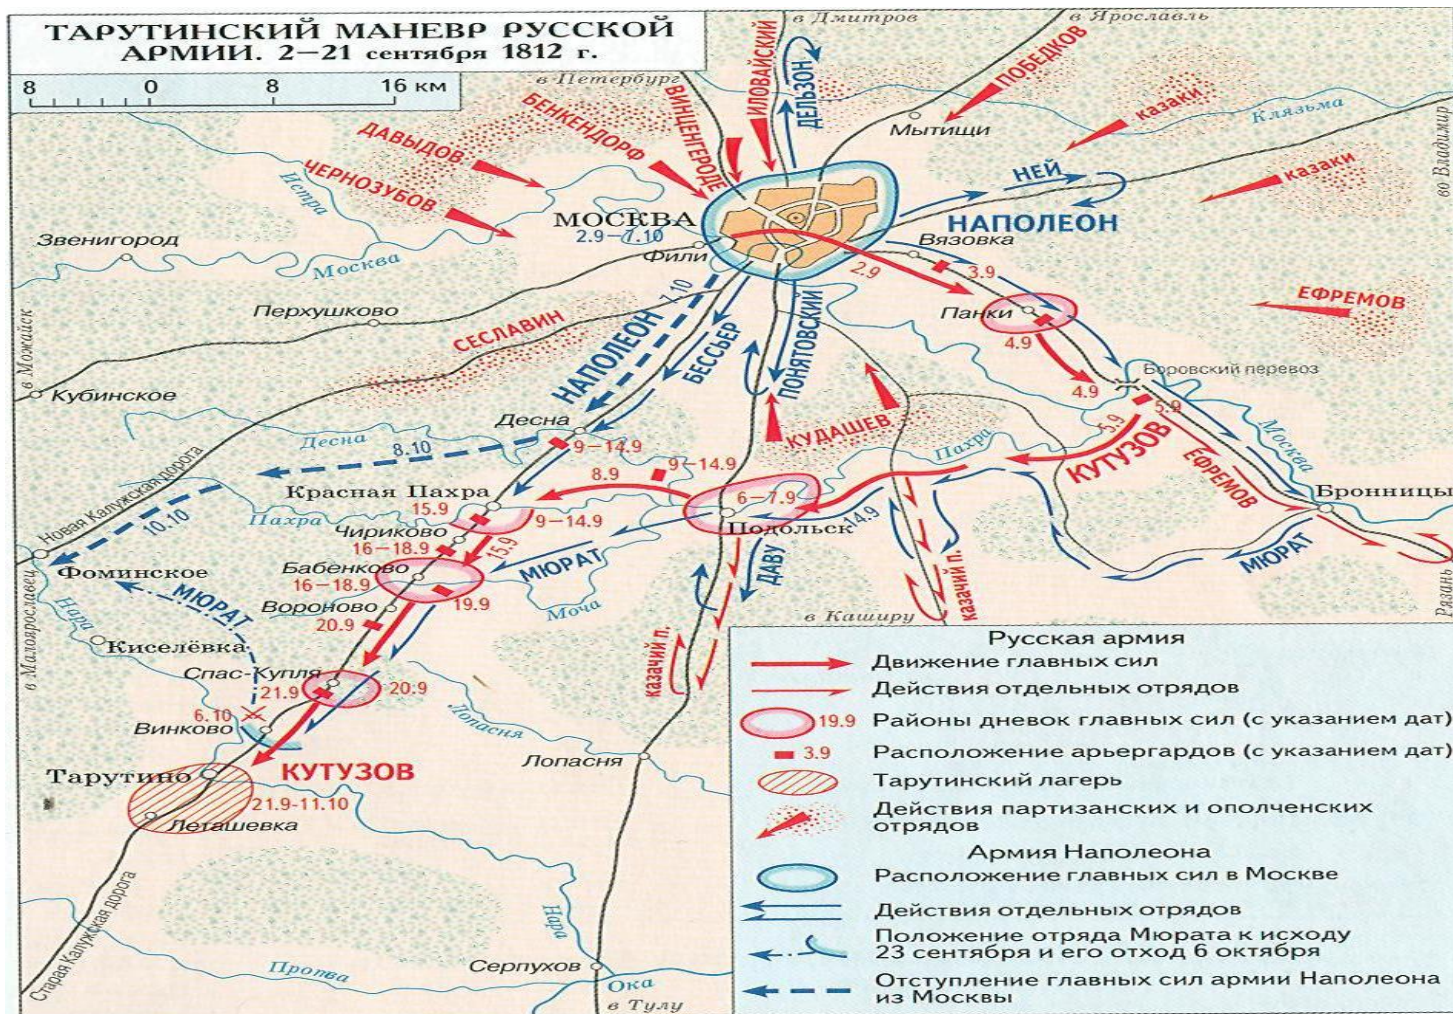 ТАРУТИНСКИЙ МАНЕВР РУССКОЙ
АРМИИ. 2—21 сентября 1812 г.
8 0 8 16 км
в Дмитров
в Ярославль
в Петербург
ВИНЦЕНГЕРОДЕ
ИЛОВАЙСКИЙ
ДЕЛЬЗОН
ПОБЕДКОВ
казаки
Клязьма
Мытищи
во Владимир
БЕНКЕНДОРФ
ДАВЫДОВ
ЧЕРНОЗУБОВ
Истра
казаки
НЕЙ
НАПОЛЕОН
МОСКВА
2.9—7.10
Фили
Звенигород
Москва
Вязовка
2.9
3.9
Перхушково
в Можайск
Кубинское
СЕСЛАВИН
НАПОЛЕОН 7.10
БЕССЬЕР
ПОНЯТОВСКИЙ
Панки
4.9
ЕФРЕМОВ
Боровский перевоз
4.9
5.9
5.9
КУТУЗОВ
Москва
ЕФРЕМОВ
Бронницы
КУДАШЕВ
Пахра
Десна
Десна
8.10
9—14.9
9—14.9
8.9
6—7.9
Подольск
14.9
Новая Калужская дорога
10.10
Красная Пахра
15.9
Пахра
9—14.9
15.9
Чириково
16—18.9
Бабенково
16—18.9
МЮРАТ
ДАВУ
МЮРАТ
Рязань
Фоминское
МЮРАТ
Вороново
19.9
20.9
Моча
в Каширу
казачий п.
казачий п.
Нара
в Малоярославец
Киселёвка
Спас-Купля
21.9
20.9
6.10
Винково
Лопасня
Лопасня
Тарутино
КУТУЗОВ
21.9-11.10
Леташевка
Старая Калужская дорога
Протва
Нара
Серпухов
Ока
в Тулу
Русская армия
Движение главных сил
Действия отдельных отрядов
19.9 Районы дневок главных сил (с указанием дат)
3.9 Расположение арьергардов (с указанием дат)
Тарутинский лагерь
Действия партизанских и ополченских
отрядов
Армия Наполеона
Расположение главных сил в Москве
Действия отдельных отрядов
Положение отряда Мюрата к исходу
23 сентября и его отход 6 октября
Отступление главных сил армии Наполеона
из Москвы